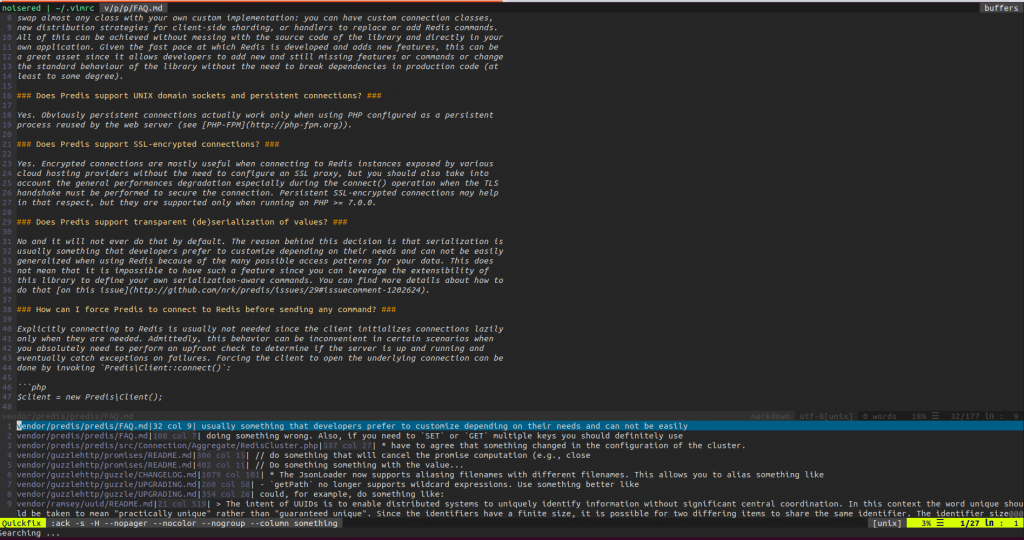 noisered | ~/.vimrc v/p/p/FAQ.md buffers
8 swap almost any class with your own custom implementation: you can have custom connection classes,
9 new distribution strategies for client-side sharding, or handlers to replace or add Redis commands.
10 All of this can be achieved without messing with the source code of the library and directly in your
11 own application. Given the fast pace at which Redis is developed and adds new features, this can be
12 a great asset since it allows developers to add new and still missing features or commands or change
13 the standard behaviour of the library without the need to break dependencies in production code (at
14 least to some degree).
15
16 ### Does Predis support UNIX domain sockets and persistent connections? ###
17
18 Yes. Obviously persistent connections actually work only when using PHP configured as a persistent
19 process reused by the web server (see [PHP-FPM](http://php-fpm.org)).
20
21 ### Does Predis support SSL-encrypted connections? ###
22
23 Yes. Encrypted connections are mostly useful when connecting to Redis instances exposed by various
24 cloud hosting providers without the need to configure an SSL proxy, but you should also take into
25 account the general performances degradation especially during the connect() operation when the TLS
26 handshake must be performed to secure the connection. Persistent SSL-encrypted connections may help
27 in that respect, but they are supported only when running on PHP >= 7.0.0.
28
29 ### Does Predis support transparent (de)serialization of values? ###
30
31 No and it will not ever do that by default. The reason behind this decision is that serialization is
32 usually something that developers prefer to customize depending on their needs and can not be easily
33 generalized when using Redis because of the many possible access patterns for your data. This does
34 not mean that it is impossible to have such a feature since you can leverage the extensibility of
35 this library to define your own serialization-aware commands. You can find more details about how to
36 do that [on this issue](http://github.com/nrk/predis/issues/29#issuecomment-1202624).
37
38 ### How can I force Predis to connect to Redis before sending any command? ###
39
40 Explicitly connecting to Redis is usually not needed since the client initializes connections lazily
41 only when they are needed. Admittedly, this behavior can be inconvenient in certain scenarios when
42 you absolutely need to perform an upfront check to determine if the server is up and running and
43 eventually catch exceptions on failures. Forcing the client to open the underlying connection can be
44 done by invoking `Predis\Client::connect()`:
45
46 ```php
47 $client = new Predis\Client();
48
vendor/predis/predis/FAQ.md markdown utf-8[unix] 0 words 18% ☰ 32/177 ln : 9
1 vendor/predis/predis/FAQ.md|32 col 9| usually something that developers prefer to customize depending on their needs and can not be easily
2 vendor/predis/predis/FAQ.md|108 col 7| doing something wrong. Also, if you need to `SET` or `GET` multiple keys you should definitely use
3 vendor/predis/predis/src/Connection/Aggregate/RedisCluster.php|537 col 27| * have to agree that something changed in the configuration of the cluster.
4 vendor/guzzlehttp/promises/README.md|306 col 15| // do something that will cancel the promise computation (e.g., close
5 vendor/guzzlehttp/promises/README.md|402 col 11| // Do something something with the value...
6 vendor/guzzlehttp/guzzle/CHANGELOG.md|1079 col 101| * The JsonLoader now supports aliasing filenames with different filenames. This allows you to alias something like
7 vendor/guzzlehttp/guzzle/UPGRADING.md|268 col 58| - `getPath` no longer supports wildcard expressions. Use something better like
8 vendor/guzzlehttp/guzzle/UPGRADING.md|354 col 26| could, for example, do something like:
9 vendor/ramsey/uuid/README.md|21 col 519| > The intent of UUIDs is to enable distributed systems to uniquely identify information without significant central coordination. In this context the word unique shou
ld be taken to mean "practically unique" rather than "guaranteed unique". Since the identifiers have a finite size, it is possible for two differing items to share the same identifier. The identifier size@@@
Quickfix :ack -s -H --nopager --nocolor --nogroup --column something [unix] 3% ☰ 1/27 ln : 1
Searching ...